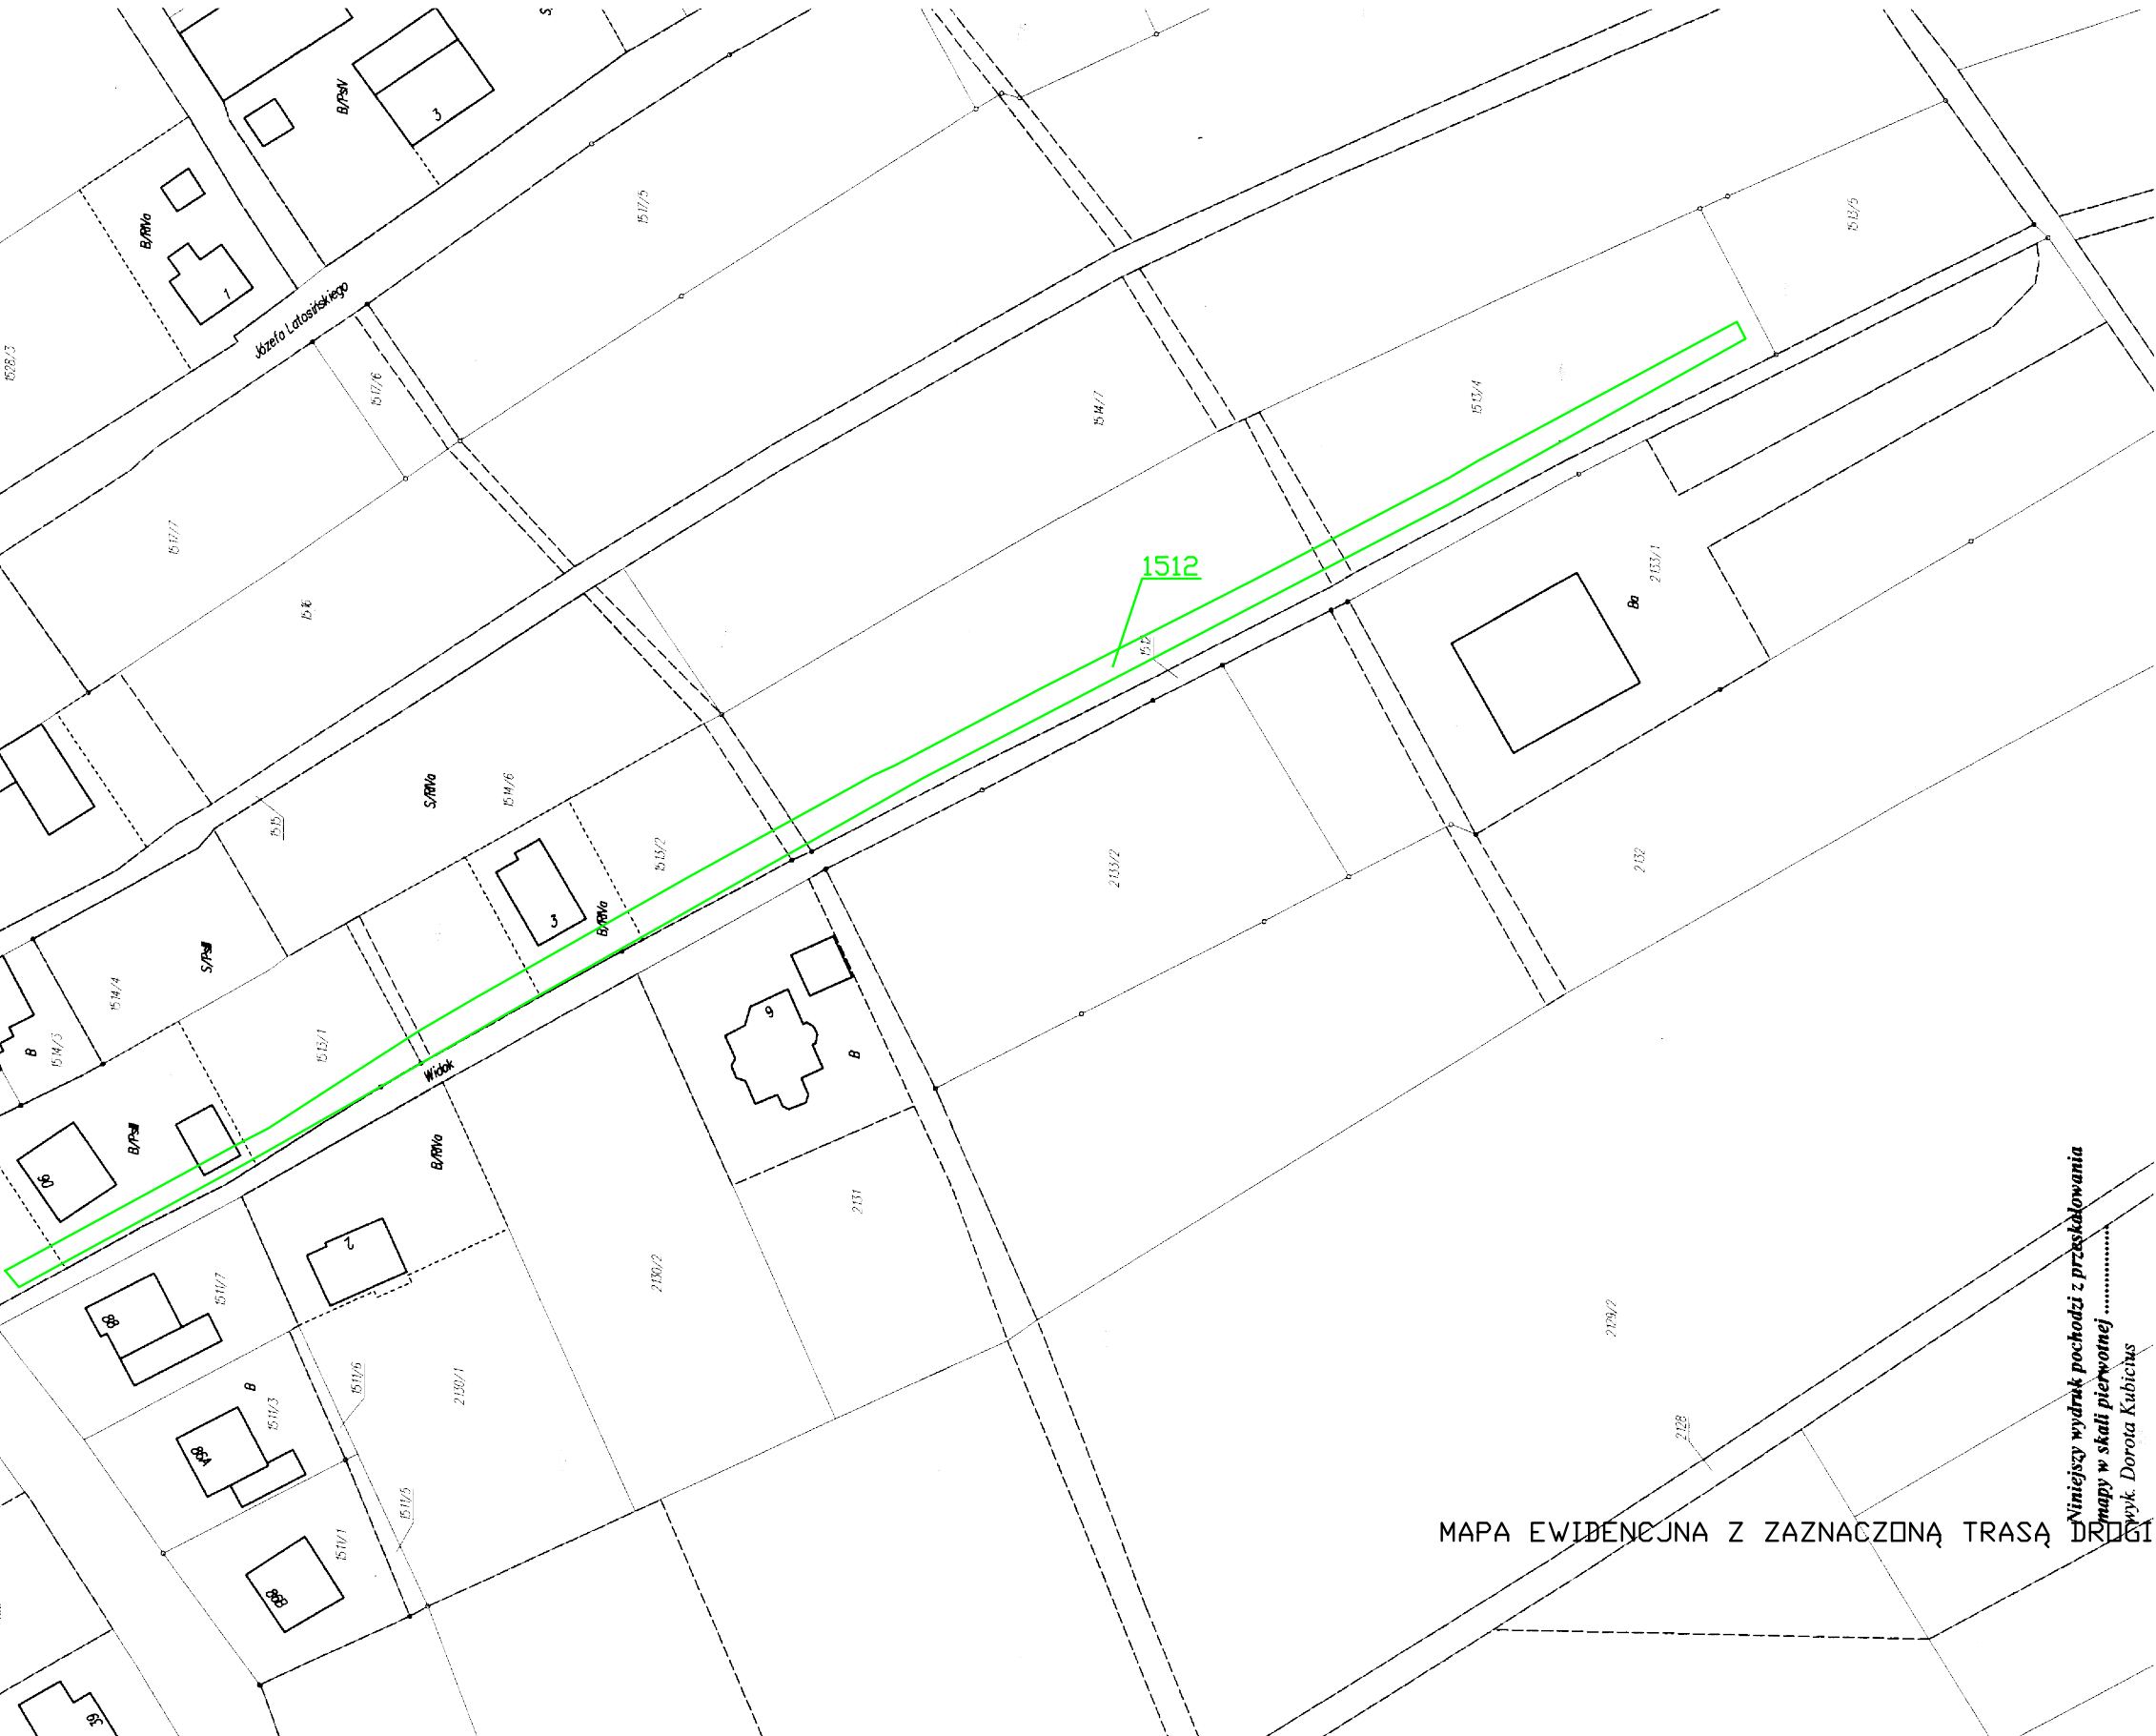 B/PsIV
3
B/RIVa
1
Józefa Latosińskiego
1528/3
1517/5
1517/6
1517/7
1516
1515
1514/7
1513/5
1513/4
1512
1512
2133/1
Ba
S/RIVa
1514/6
1513/2
3
B/RIVa
S/PsIII
1514/4
1514/3
B
1513/1
Widok
B/PsIII
90
9
B
2133/2
2132
B/RIVa
2
2131
2130/2
2130/1
1511/7
88
B
1511/3
88A
1511/6
1511/5
1511/1
88B
39
2129/2
2128
Niniejszy wydruk pochodzi z przeskalowania
mapy w skali pierwotnej ....................
wyk. Dorota Kubicius
MAPA EWIDENCJNA Z ZAZNACZONĄ TRASĄ DROGI